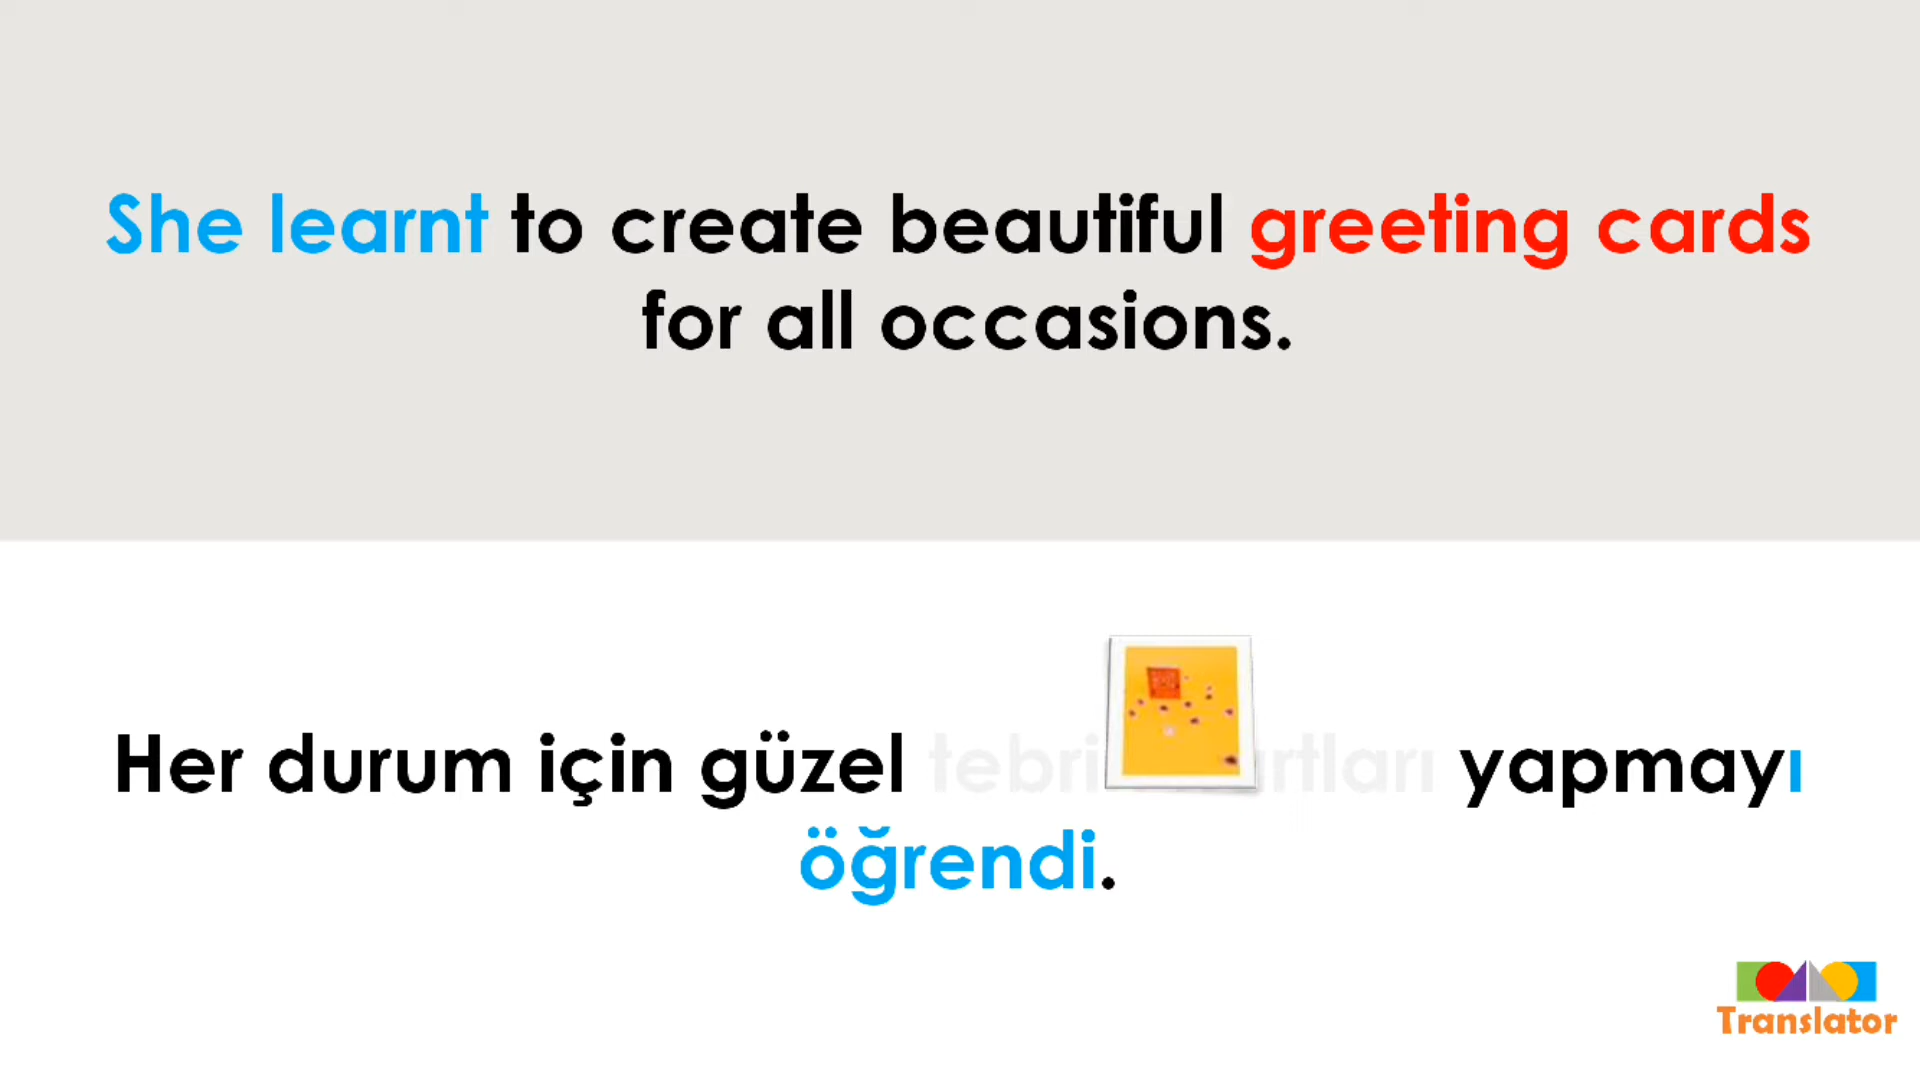 She learnt to create beautiful greeting cards
for all occasions.
Her durum için güzel yapmayı
öğrendi.
Translator